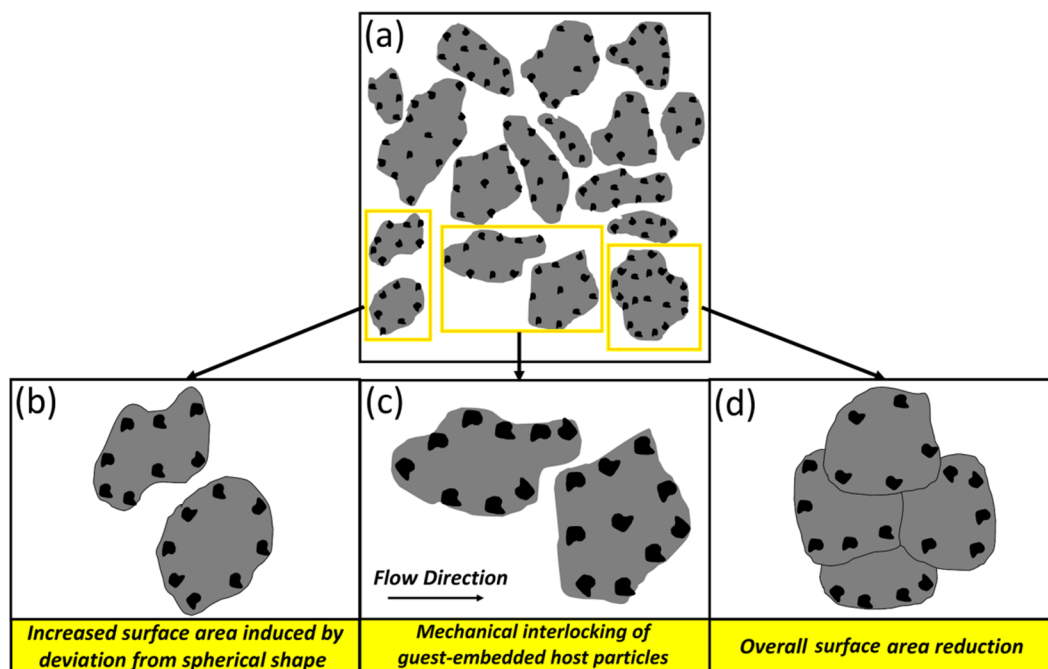 (a)
(b)
(c)
(d)
Flow Direction
Increased surface area induced by
deviation from spherical shape
Mechanical interlocking of
guest-embedded host particles
Overall surface area reduction